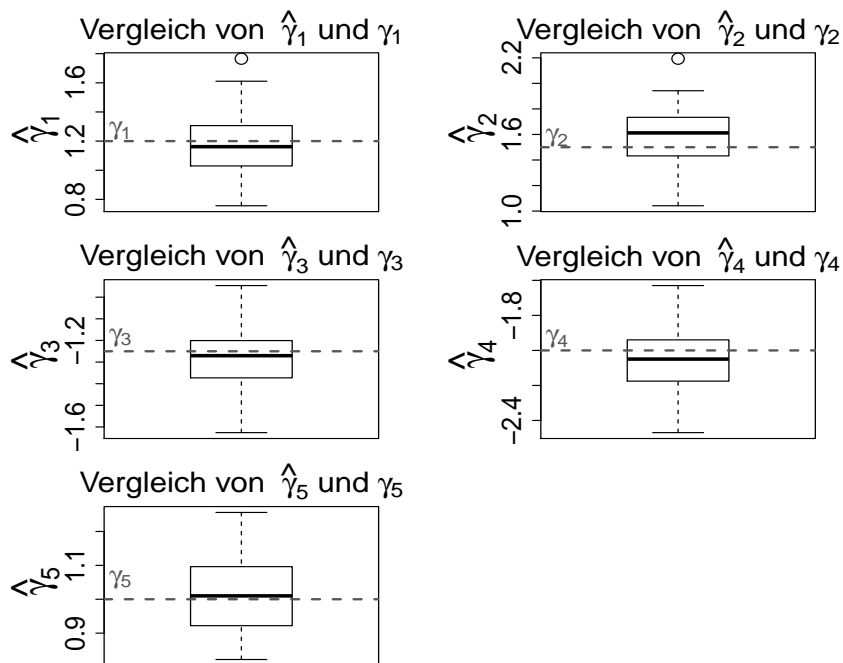 Vergleich von γ̂₁ und γ₁
γ̂₁
1.6
1.2
0.8
γ₁
Vergleich von γ̂₂ und γ₂
γ̂₂
2.2
1.6
1.0
γ₂
Vergleich von γ̂₃ und γ₃
γ̂₃
−1.2
−1.6
γ₃
Vergleich von γ̂₄ und γ₄
γ̂₄
−1.8
−2.4
γ₄
Vergleich von γ̂₅ und γ₅
γ̂₅
1.1
0.9
γ₅